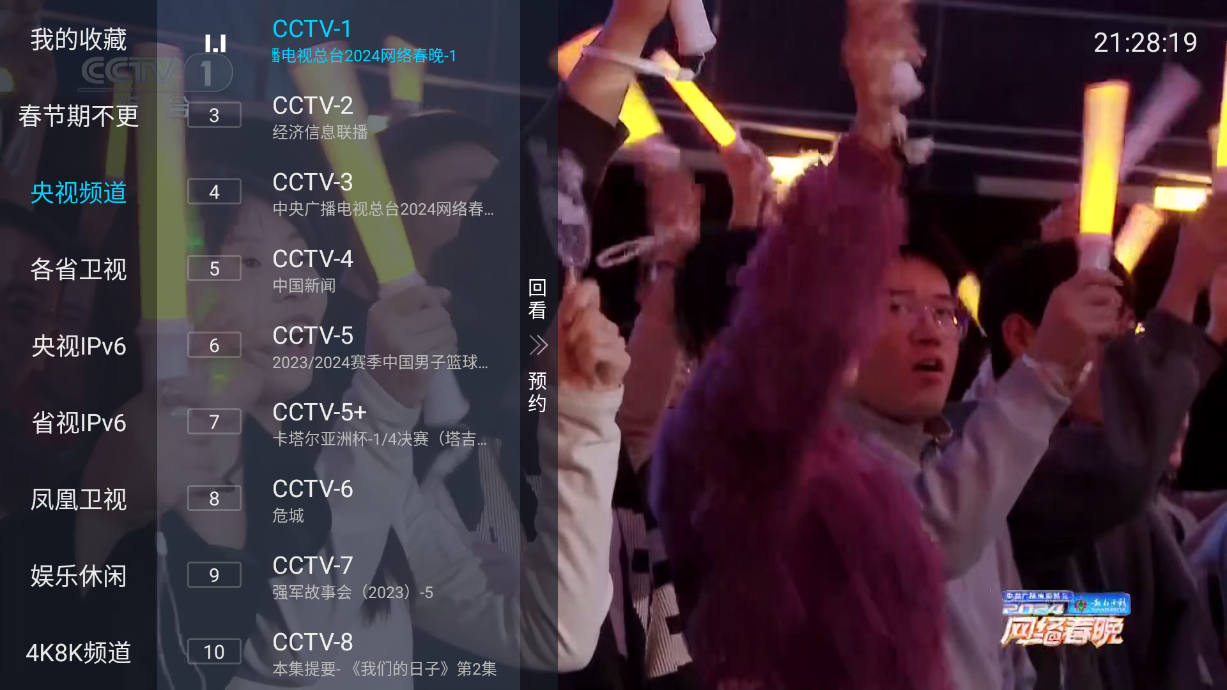 我的收藏
春节期不更
央视频道
各省卫视
央视IPv6
省视IPv6
凤凰卫视
娱乐休闲
4K8K频道
CCTV 1
CCTV-1
播电视总台2024网络春晚-1
3
CCTV-2
经济信息联播
4
CCTV-3
中央广播电视总台2024网络春...
5
CCTV-4
中国新闻
6
CCTV-5
2023/2024赛季中国男子篮球...
7
CCTV-5+
卡塔尔亚洲杯-1/4决赛（塔吉...
8
CCTV-6
危城
9
CCTV-7
强军故事会（2023）-5
10
CCTV-8
本集提要- 《我们的日子》第2集
回看
预约
21:28:19
2024
网络春晚